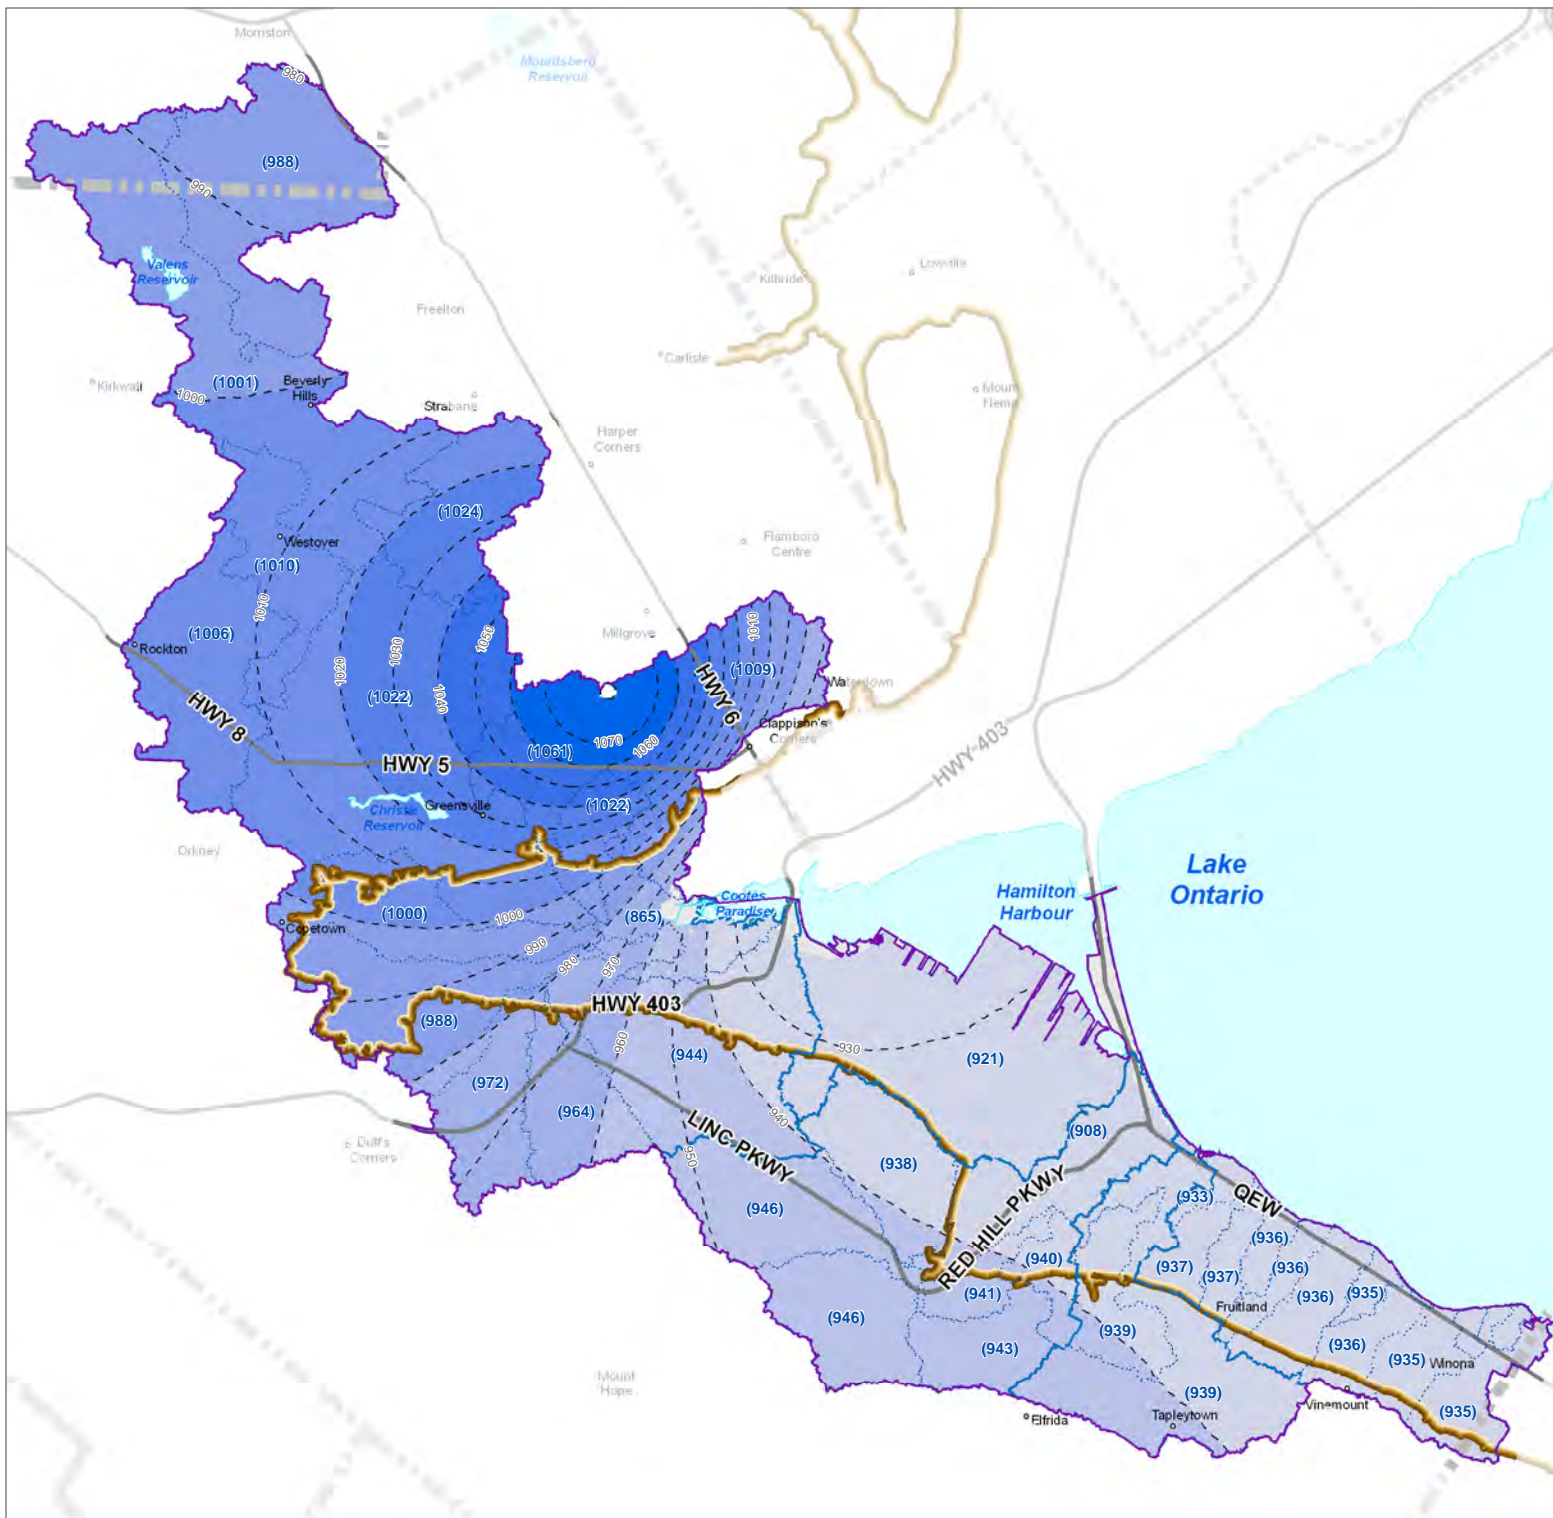 Morriston
Mountsberg
Reservoir
980
(988)
990
Valens
Reservoir
Kilbride
Lowville
Freelton
Carlisle
Kirkwall
(1001)
Beverly
Hills
1000
Mount
Nemo
Strabane
Harper
Corners
(1024)
Westover
Flamboro
Centre
(1010)
1010
(1006)
Rockton
1050
Millgrove
1010
1030
1020
(1009)
HWY 6
(1022)
1040
Waterdown
HWY 8
Clappison's
Corners
1070
1060
(1061)
HWY 5
HWY-403
Christie
Reservoir
Greensville
(1022)
Orkney
Lake
Ontario
Hamilton
Harbour
Cootes
Paradise
(1000)
1000
(865)
Copetown
990
980
970
HWY 403
(988)
960
(944)
930
(921)
(972)
(964)
LINC PKWY
940
(908)
Duff's
Corners
950
(938)
RED HILL PKWY
(933)
QEW
(946)
(936)
(940)
(937)
(937)
(936)
(941)
(936)
(935)
Fruitland
(946)
(939)
(943)
(936)
(935)
Winona
Mount
Hope
(939)
Vinemount
(935)
Elfrida
Tapleytown